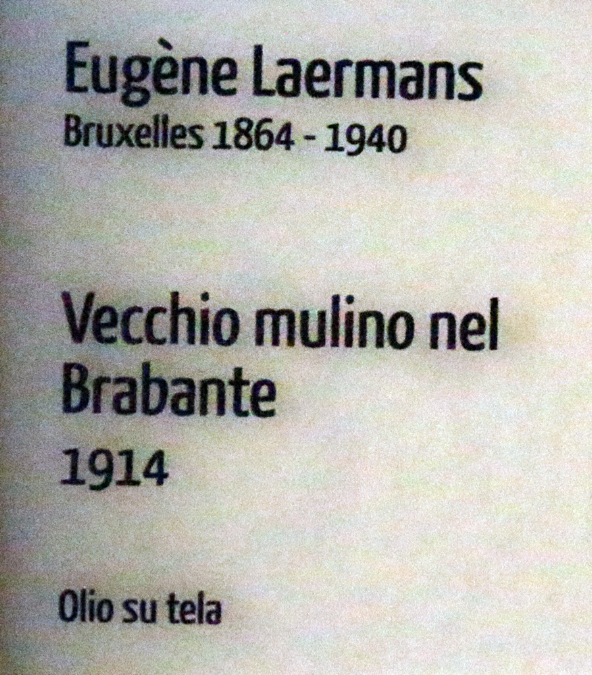 Eugène Laermans
Bruxelles 1864 - 1940
Vecchio mulino nel
Brabante
1914
Olio su tela